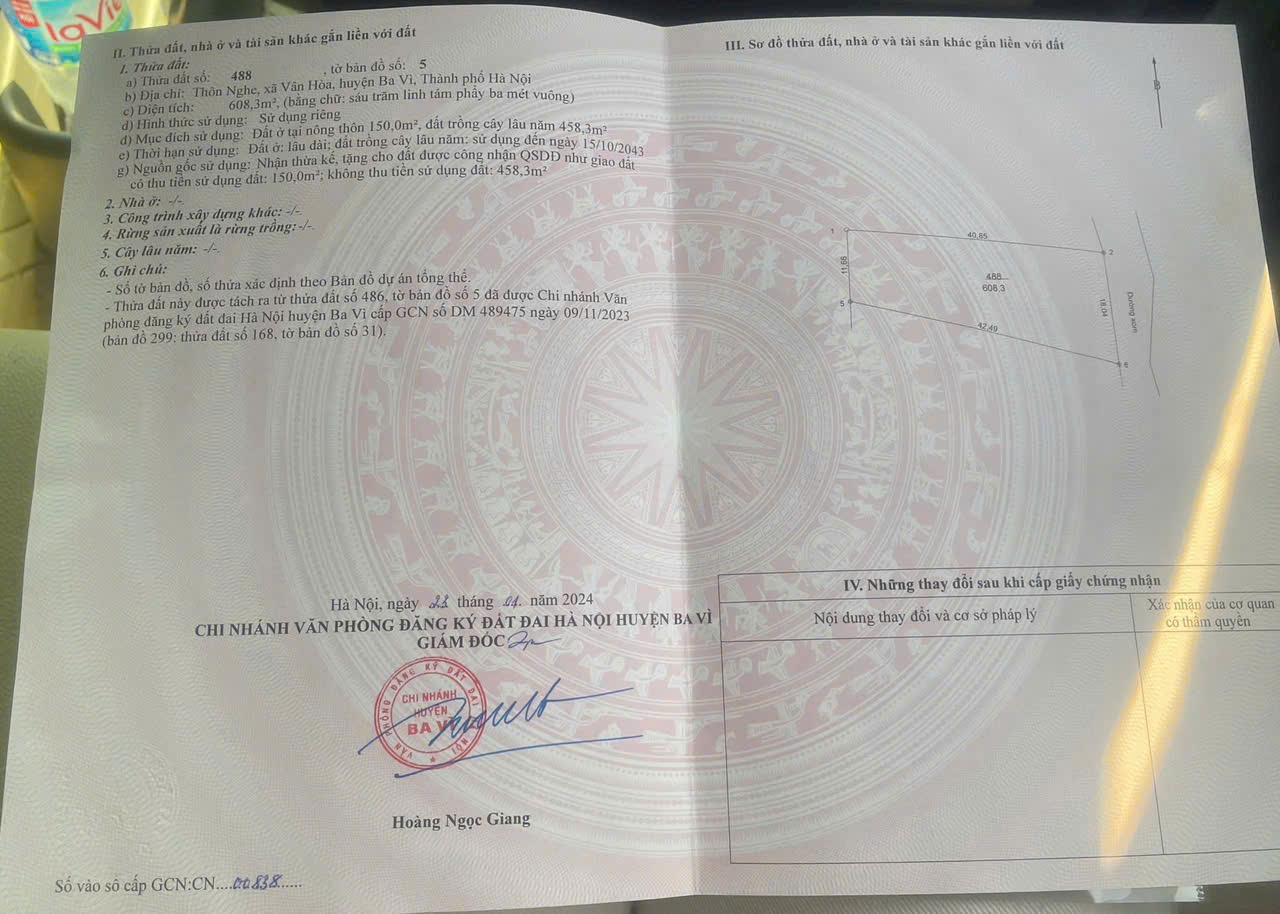 LaVie
II. Thửa đất, nhà ở và tài sản khác gắn liền với đất
1. Thửa đất:
a) Thửa đất số: 488 , tờ bản đồ số: 5
b) Địa chỉ: Thôn Nghe, xã Vân Hòa, huyện Ba Vì, Thành phố Hà Nội
c) Diện tích: 608,3m², (bằng chữ: sáu trăm linh tám phẩy ba mét vuông)
d) Hình thức sử dụng: Sử dụng riêng
đ) Mục đích sử dụng: Đất ở tại nông thôn 150,0m², đất trồng cây lâu năm 458,3m²
e) Thời hạn sử dụng: Đất ở: lâu dài; đất trồng cây lâu năm: sử dụng đến ngày 15/10/2043
g) Nguồn gốc sử dụng: Nhận thừa kế, tặng cho đất được công nhận QSDĐ như giao đất
có thu tiền sử dụng đất: 150,0m²; không thu tiền sử dụng đất: 458,3m²
2. Nhà ở: -/-
3. Công trình xây dựng khác: -/-
4. Rừng sản xuất là rừng trồng: -/-
5. Cây lâu năm: -/-
6. Ghi chú:
- Số tờ bản đồ, số thửa xác định theo Bản đồ dự án tổng thể.
- Thửa đất này được tách ra từ thửa đất số 486, tờ bản đồ số 5 đã được Chi nhánh Văn
phòng đăng ký đất đai Hà Nội huyện Ba Vì cấp GCN số DM 489475 ngày 09/11/2023
(bản đồ 299: thửa đất số 168, tờ bản đồ số 31).
Hà Nội, ngày 22 tháng 01. năm 2024
CHI NHÁNH VĂN PHÒNG ĐĂNG KÝ ĐẤT ĐAI HÀ NỘI HUYỆN BA VÌ
GIÁM ĐỐC
VĂN PHÒNG ĐĂNG KÝ ĐẤT ĐAI HÀ NỘI
CHI NHÁNH
HUYỆN
BA VÌ
Hoàng Ngọc Giang
Số vào sổ cấp GCN:CN....00838......
III. Sơ đồ thửa đất, nhà ở và tài sản khác gắn liền với đất
B
1
40.85
2
11.66
488
608.3
18.04
Đường xóm
5
42.49
6
IV. Những thay đổi sau khi cấp giấy chứng nhận
Nội dung thay đổi và cơ sở pháp lý
Xác nhận của cơ quan
có thẩm quyền